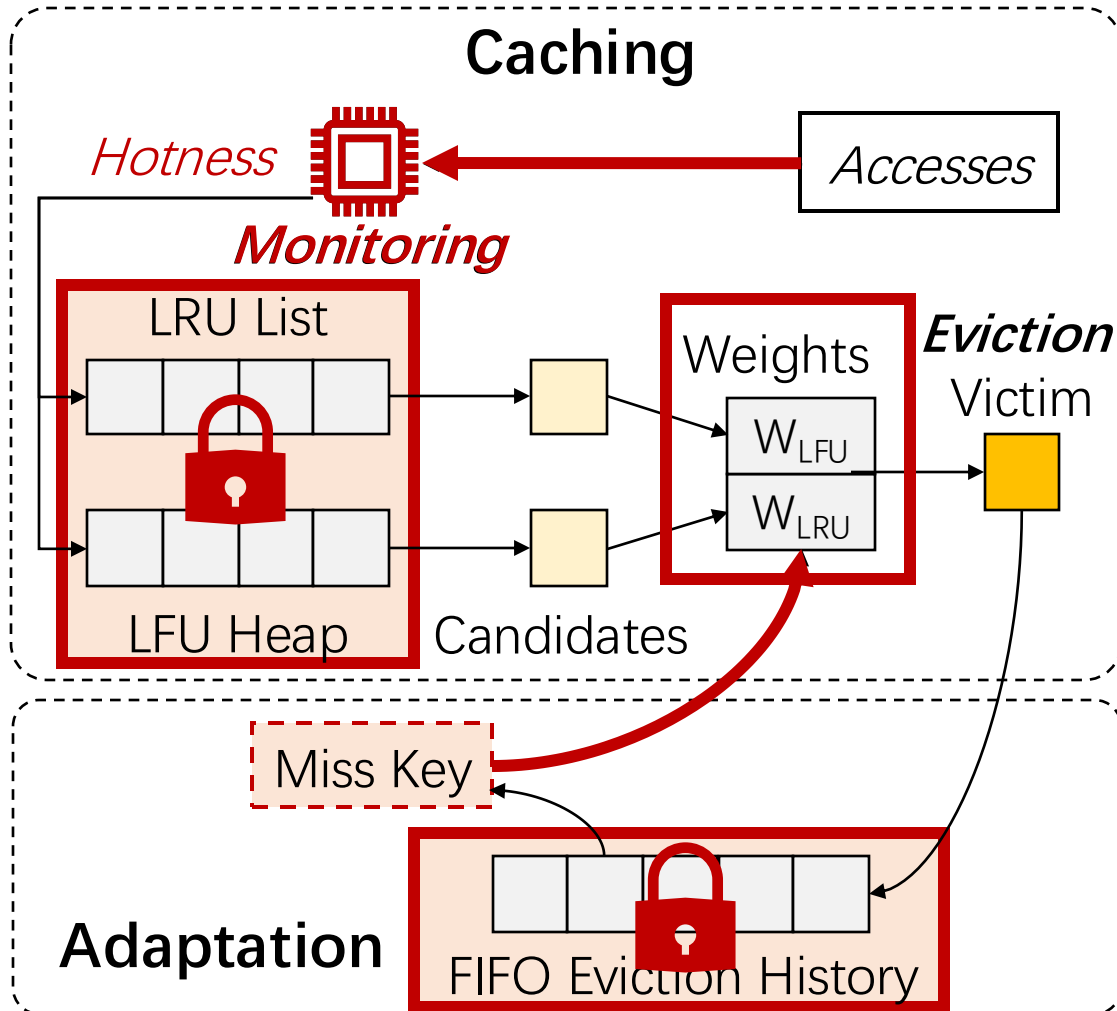 Caching
Hotness
Accesses
Monitoring
LRU List
Weights
Eviction
Victim
W_LFU
W_LRU
LFU Heap
Candidates
Miss Key
Adaptation
FIFO Eviction History